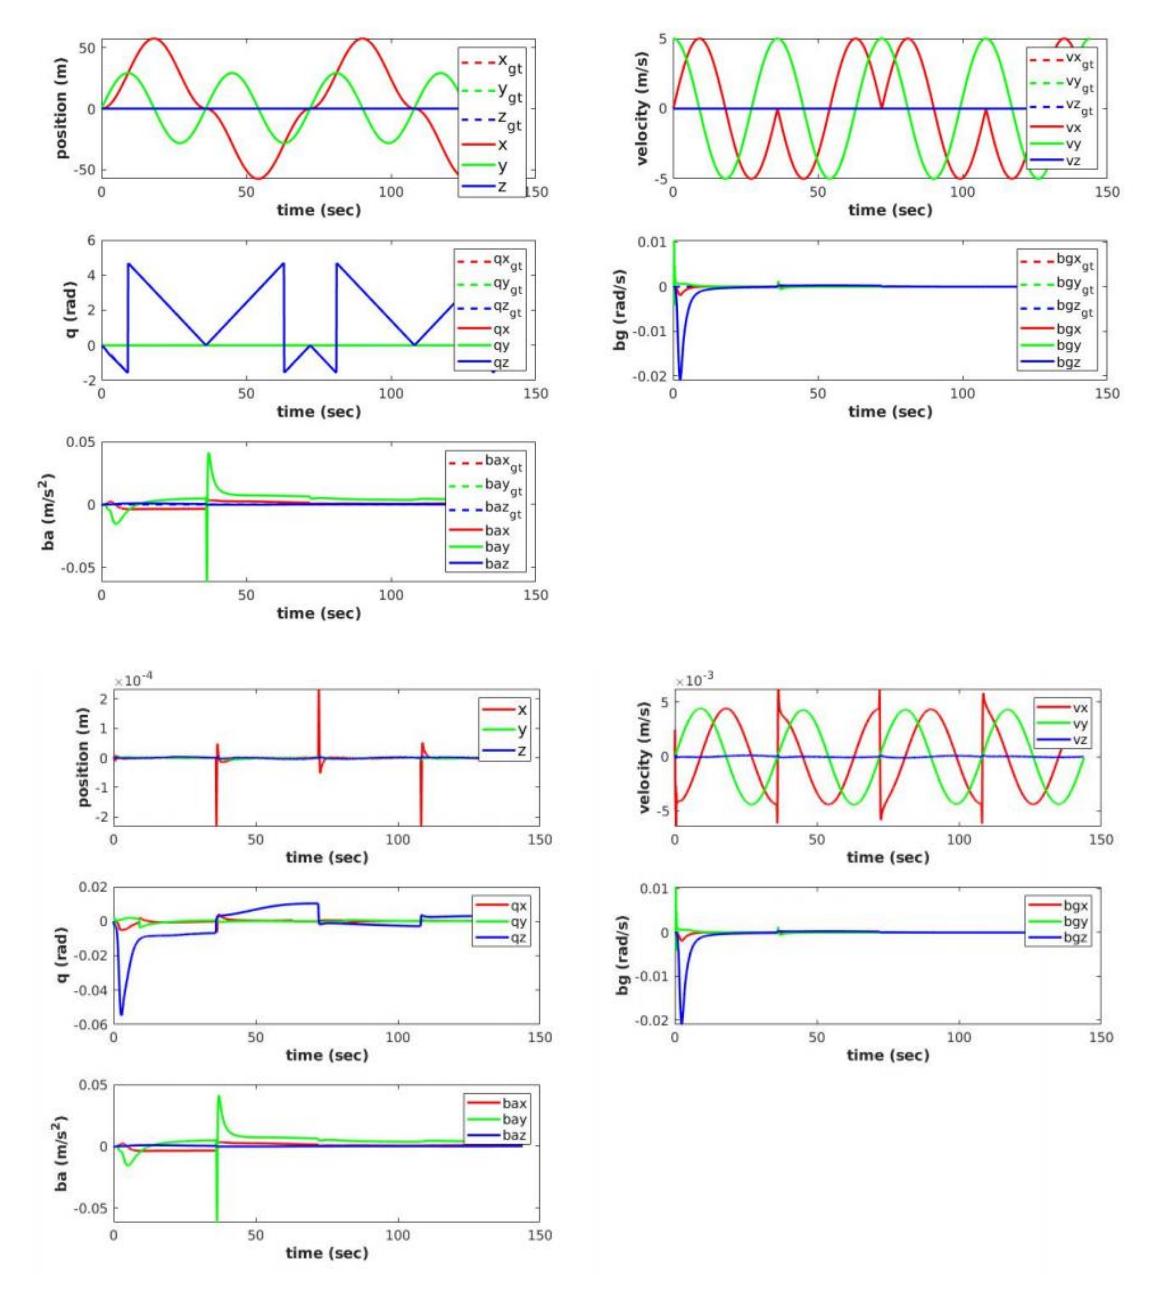 position (m)
50
0
-50
x_gt
y_gt
z_gt
x
y
z
0
50
100
150
time (sec)
velocity (m/s)
5
0
-5
vx_gt
vy_gt
vz_gt
vx
vy
vz
0
50
100
150
time (sec)
q (rad)
6
4
2
0
-2
qx_gt
qy_gt
qz_gt
qx
qy
qz
0
50
100
150
time (sec)
bg (rad/s)
0.01
0
-0.01
-0.02
bgx_gt
bgy_gt
bgz_gt
bgx
bgy
bgz
0
50
100
150
time (sec)
ba (m/s²)
0.05
0
-0.05
bax_gt
bay_gt
baz_gt
bax
bay
baz
0
50
100
150
time (sec)
×10⁻⁴
position (m)
2
1
0
-1
-2
x
y
z
0
50
100
150
time (sec)
×10⁻³
velocity (m/s)
5
0
-5
vx
vy
vz
0
50
100
150
time (sec)
q (rad)
0.02
0
-0.02
-0.04
-0.06
qx
qy
qz
0
50
100
150
time (sec)
bg (rad/s)
0.01
0
-0.01
-0.02
bgx
bgy
bgz
0
50
100
150
time (sec)
ba (m/s²)
0.05
0
-0.05
bax
bay
baz
0
50
100
150
time (sec)